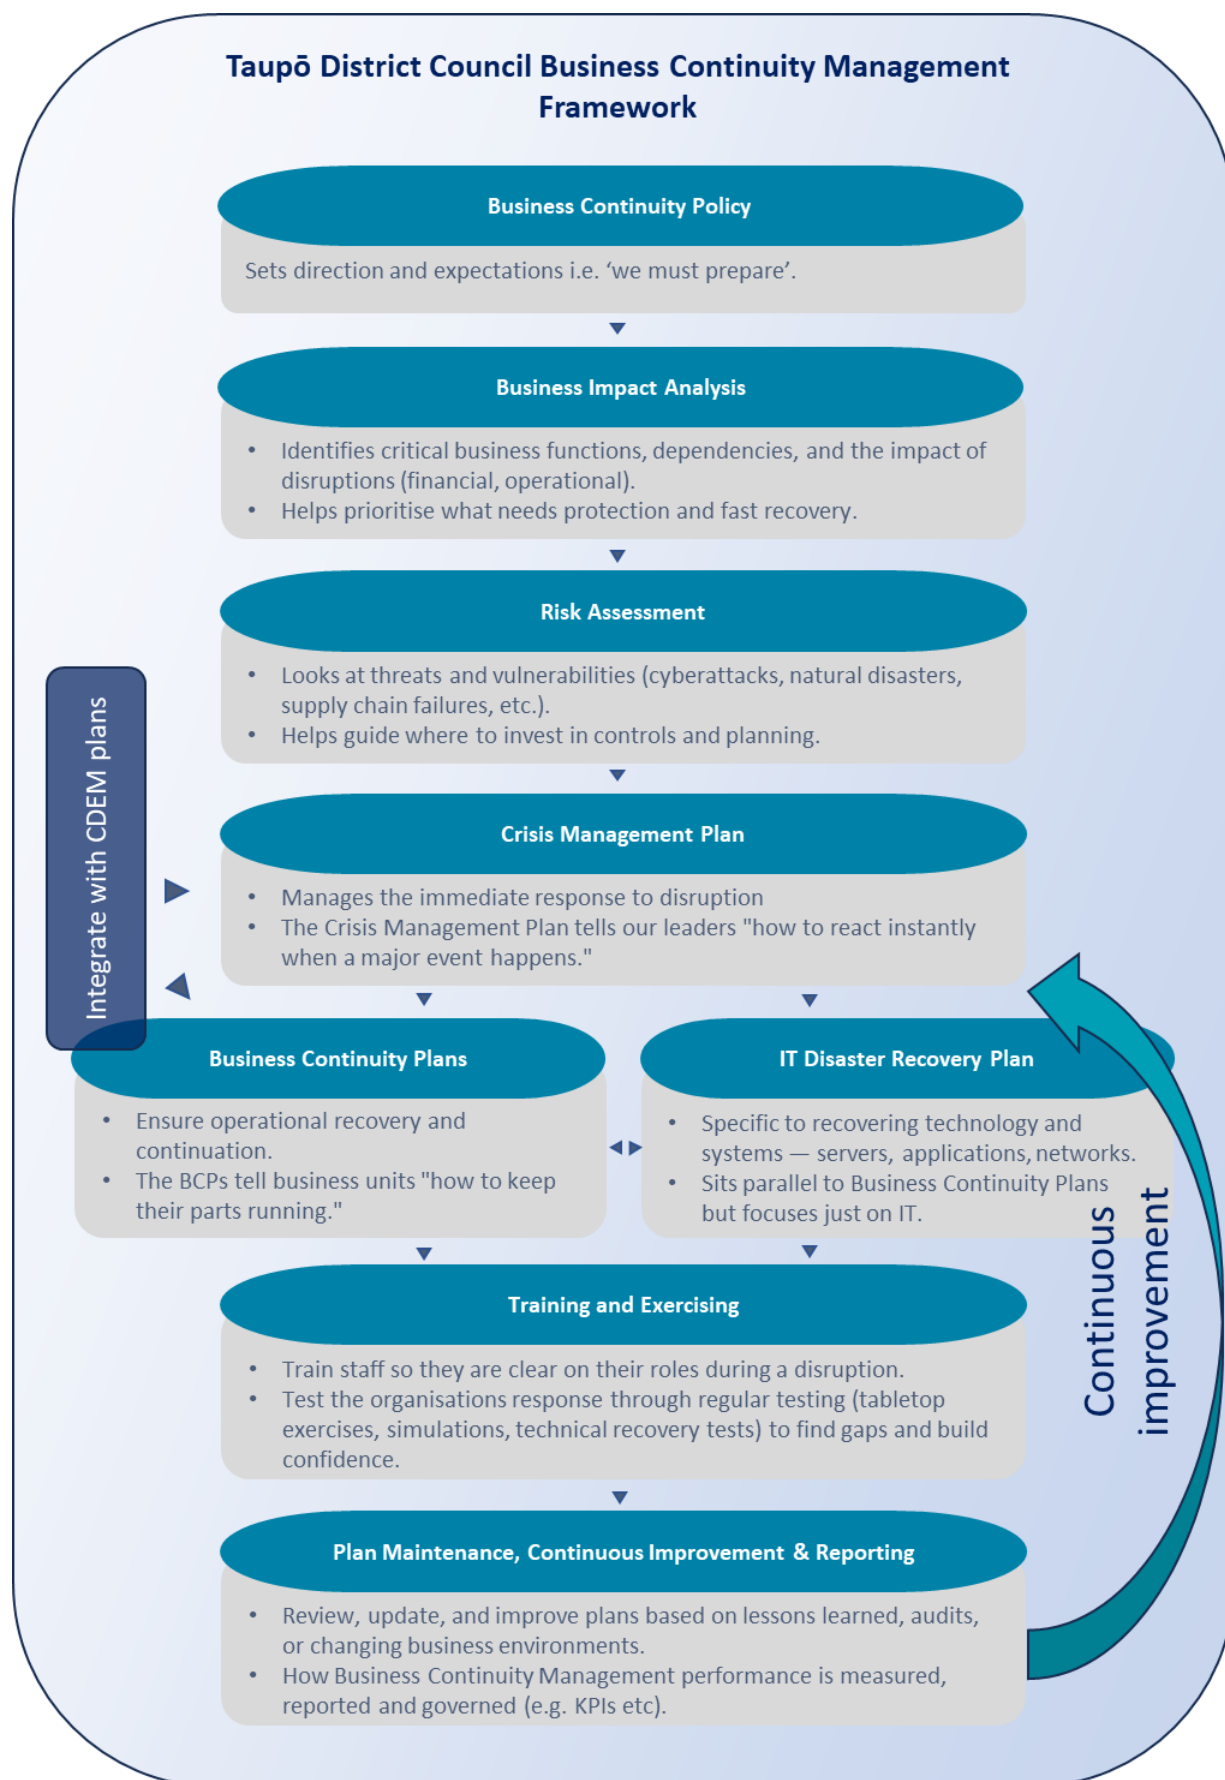 Taupō District Council Business Continuity Management
Framework
Business Continuity Policy
Sets direction and expectations i.e. ‘we must prepare’.
Business Impact Analysis
• Identifies critical business functions, dependencies, and the impact of
disruptions (financial, operational).
• Helps prioritise what needs protection and fast recovery.
Risk Assessment
• Looks at threats and vulnerabilities (cyberattacks, natural disasters,
supply chain failures, etc.).
• Helps guide where to invest in controls and planning.
Integrate with CDEM plans
Crisis Management Plan
• Manages the immediate response to disruption
• The Crisis Management Plan tells our leaders "how to react instantly
when a major event happens."
Business Continuity Plans
• Ensure operational recovery and
continuation.
• The BCPs tell business units "how to keep
their parts running."
IT Disaster Recovery Plan
• Specific to recovering technology and
systems — servers, applications, networks.
• Sits parallel to Business Continuity Plans
but focuses just on IT.
Continuous
improvement
Training and Exercising
• Train staff so they are clear on their roles during a disruption.
• Test the organisations response through regular testing (tabletop
exercises, simulations, technical recovery tests) to find gaps and build
confidence.
Plan Maintenance, Continuous Improvement & Reporting
• Review, update, and improve plans based on lessons learned, audits,
or changing business environments.
• How Business Continuity Management performance is measured,
reported and governed (e.g. KPIs etc).